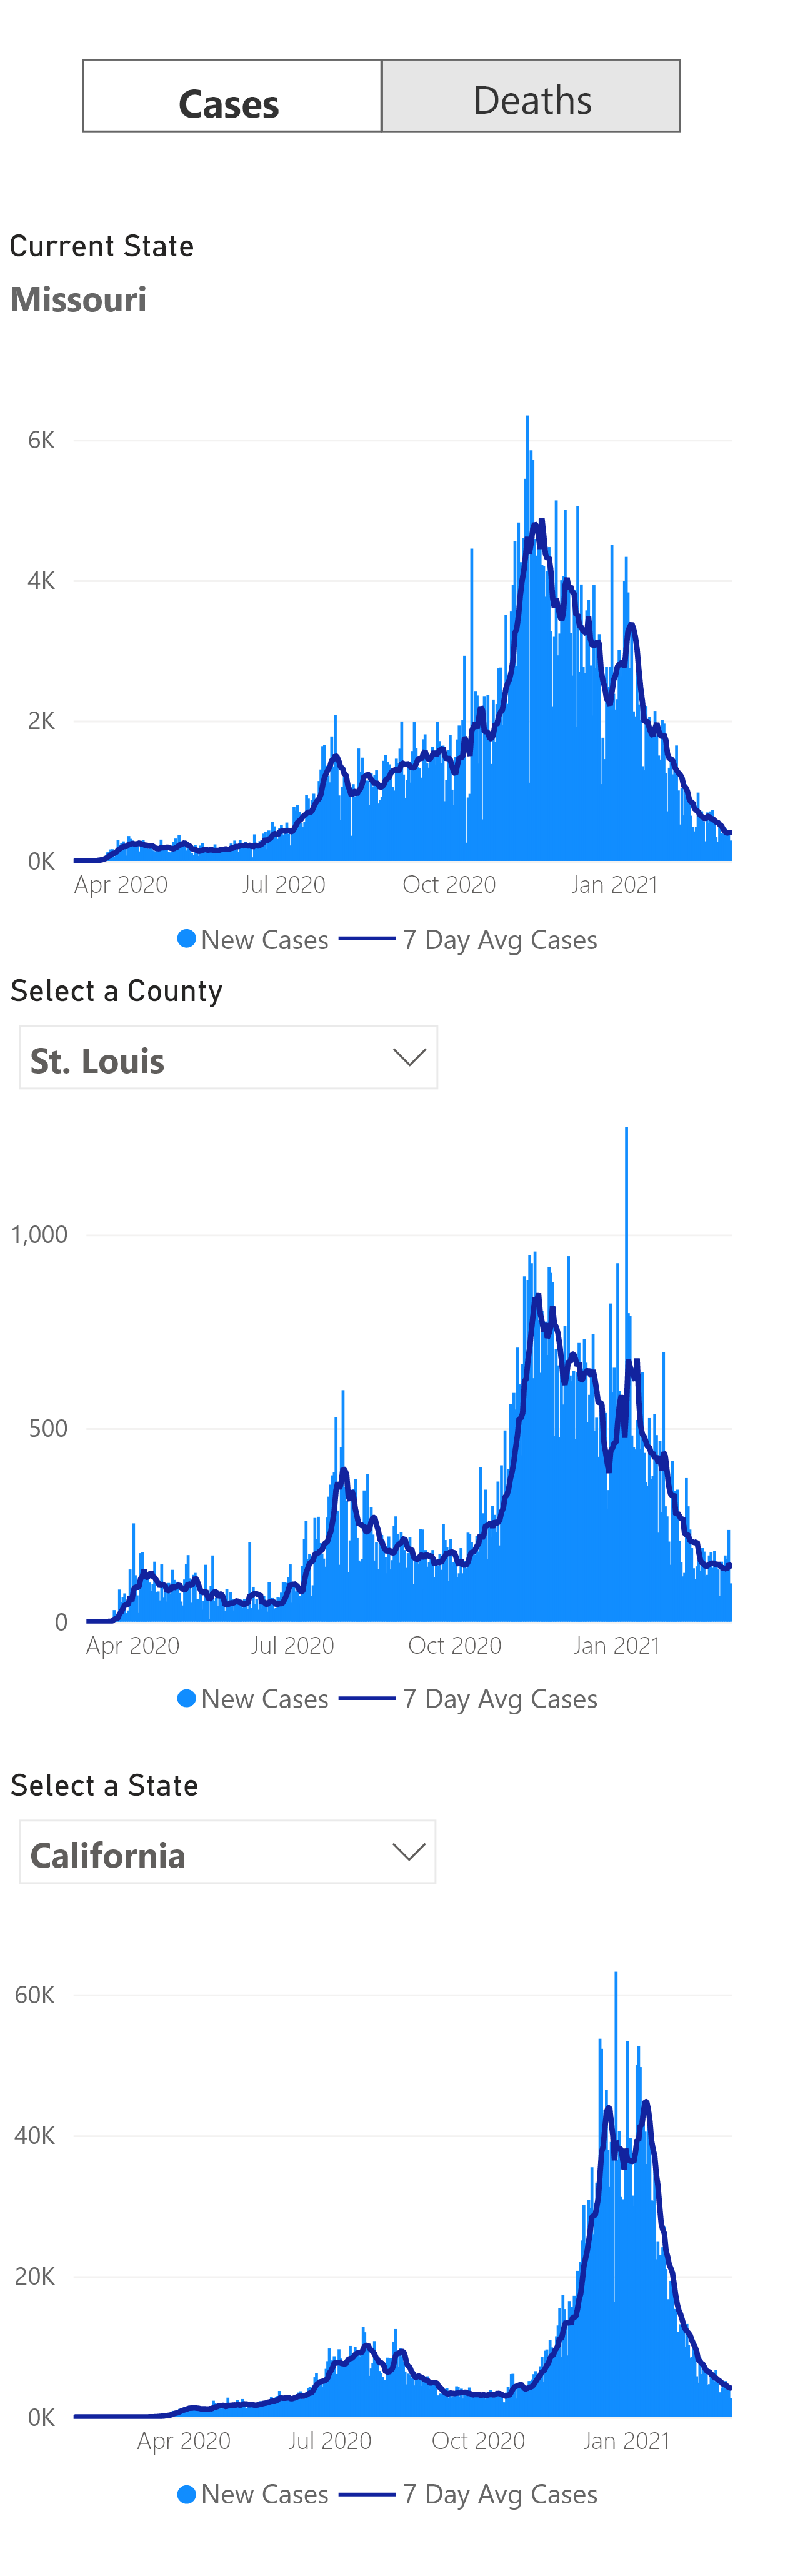 Cases Deaths
Current State
Missouri
6K
4K
2K
0K
Apr 2020 Jul 2020 Oct 2020 Jan 2021
New Cases 7 Day Avg Cases
Select a County
St. Louis
1,000
500
0
Apr 2020 Jul 2020 Oct 2020 Jan 2021
New Cases 7 Day Avg Cases
Select a State
California
60K
40K
20K
0K
Apr 2020 Jul 2020 Oct 2020 Jan 2021
New Cases 7 Day Avg Cases